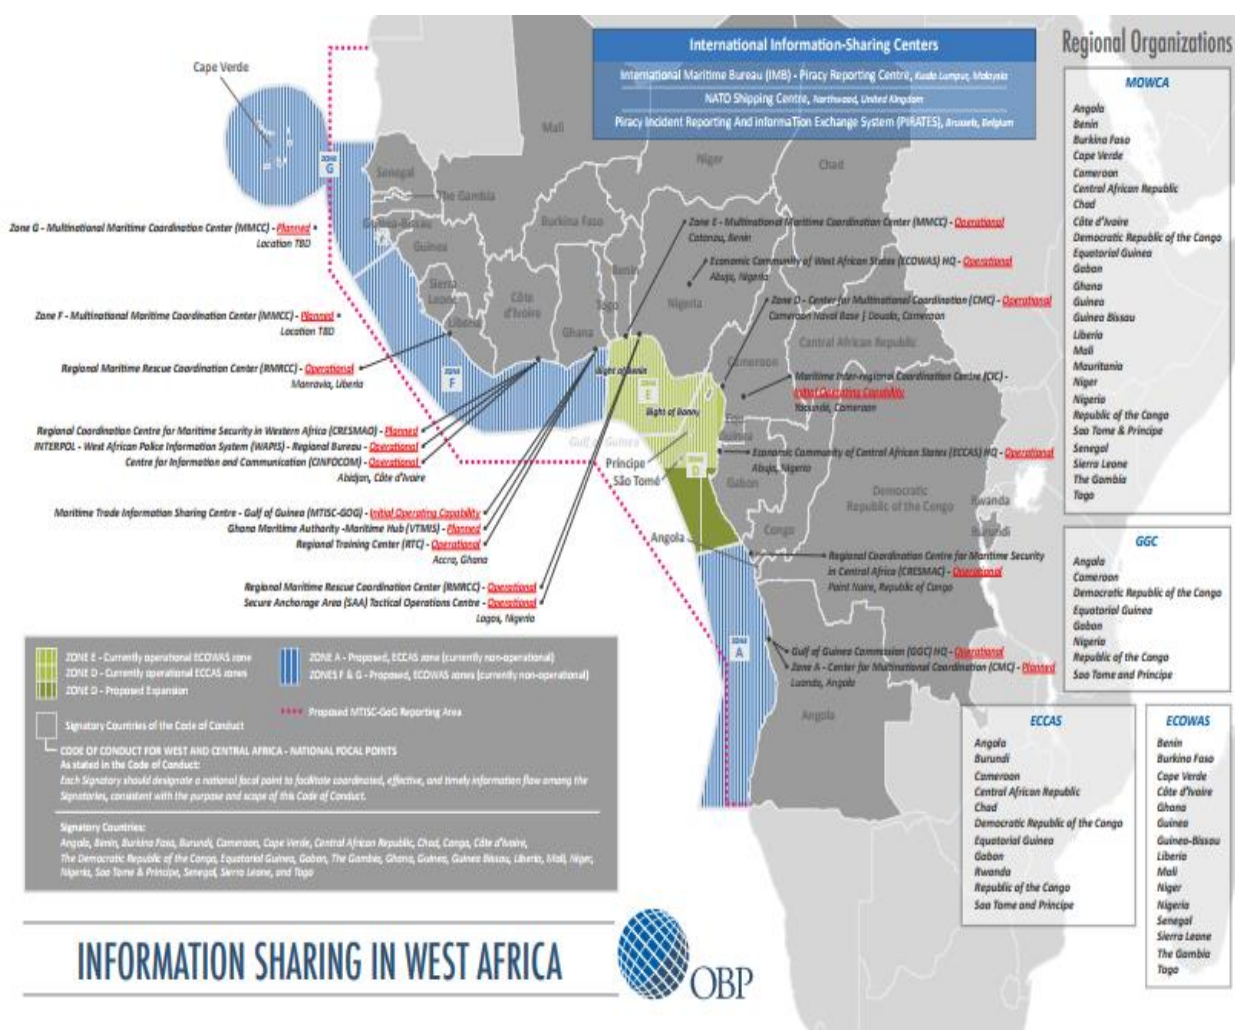 International Information-Sharing Centers
International Maritime Bureau (IMB) - Piracy Reporting Centre, Kuala Lumpur, Malaysia
NATO Shipping Centre, Northwood, United Kingdom
Piracy Incident Reporting And informaTion Exchange System (PIRATES), Brussels, Belgium
Regional Organizations
MOWCA
Angola
Benin
Burkina Faso
Cape Verde
Cameroon
Central African Republic
Chad
Côte d'Ivoire
Democratic Republic of the Congo
Equatorial Guinea
Gabon
Ghana
Guinea
Guinea Bissau
Liberia
Mali
Mauritania
Niger
Nigeria
Republic of the Congo
Sao Tome & Principe
Senegal
Sierra Leone
The Gambia
Togo
GGC
Angola
Cameroon
Democratic Republic of the Congo
Equatorial Guinea
Gabon
Nigeria
Republic of the Congo
Sao Tome and Principe
ECCAS
Angola
Burundi
Cameroon
Central African Republic
Chad
Democratic Republic of the Congo
Equatorial Guinea
Gabon
Rwanda
Republic of the Congo
Sao Tome and Principe
ECOWAS
Benin
Burkina Faso
Cape Verde
Côte d'Ivoire
Ghana
Guinea
Guinea-Bissau
Liberia
Mali
Niger
Nigeria
Senegal
Sierra Leone
The Gambia
Togo
Cape Verde
Mali
Niger
Chad
Senegal
The Gambia
Guinea-Bissau
Guinea
Sierra
Leone
Liberia
Côte
d'Ivoire
Burkina Faso
Ghana
Togo
Benin
Nigeria
Cameroon
Central African Republic
Equ
Guinea
Gabon
Congo
Democratic
Republic of the Congo
Rwanda
Burundi
Angola
Angola
Principe
São Tomé
Gulf of Guinea
Bight of Benin
Bight of Bonny
ZONE
G
ZONE
F
ZONE
E
ZONE
D
ZONE
A
Zone G - Multinational Maritime Coordination Center (MMCC) - Planned
Location TBD
Zone F - Multinational Maritime Coordination Center (MMCC) - Planned
Location TBD
Regional Maritime Rescue Coordination Center (RMRCC) - Operational
Monrovia, Liberia
Regional Coordination Centre for Maritime Security in Western Africa (CRESMAO) - Planned
INTERPOL - West African Police Information System (WAPIS) - Regional Bureau - Operational
Centre for Information and Communication (CINFOCOM) - Operational
Abidjan, Côte d'Ivoire
Maritime Trade Information Sharing Centre - Gulf of Guinea (MTISC-GOG) - Initial Operating Capability
Ghana Maritime Authority -Maritime Hub (VTMIS) - Planned
Regional Training Center (RTC) - Operational
Accra, Ghana
Regional Maritime Rescue Coordination Center (RMRCC) - Operational
Secure Anchorage Area (SAA) Tactical Operations Centre - Operational
Lagos, Nigeria
Zone E - Multinational Maritime Coordination Center (MMCC) - Operational
Cotonou, Benin
Economic Community of West African States (ECOWAS) HQ - Operational
Abuja, Nigeria
Zone D - Center for Multinational Coordination (CMC) - Operational
Cameroon Naval Base | Douala, Cameroon
Maritime Inter-regional Coordination Centre (CIC) -
Initial Operating Capability
Yaounde, Cameroon
Economic Community of Central African States (ECCAS) HQ - Operational
Abuja, Nigeria
Regional Coordination Centre for Maritime Security
in Central Africa (CRESMAC) - Operational
Point Noire, Republic of Congo
Gulf of Guinea Commission (GGC) HQ - Operational
Zone A - Center for Multinational Coordination (CMC) - Planned
Luanda, Angola
ZONE E - Currently operational ECOWAS zone
ZONE D - Currently operational ECCAS zones
ZONE D - Proposed Expansion
ZONE A - Proposed, ECCAS zone (currently non-operational)
ZONES F & G - Proposed, ECOWAS zones (currently non-operational)
Proposed MTISC-GoG Reporting Area
Signatory Countries of the Code of Conduct
CODE OF CONDUCT FOR WEST AND CENTRAL AFRICA - NATIONAL FOCAL POINTS
As stated in the Code of Conduct:
Each Signatory should designate a national focal point to facilitate coordinated, effective, and timely information flow among the
Signatories, consistent with the purpose and scope of this Code of Conduct.
Signatory Countries:
Angola, Benin, Burkina Faso, Burundi, Cameroon, Cape Verde, Central African Republic, Chad, Congo, Côte d'Ivoire,
The Democratic Republic of the Congo, Equatorial Guinea, Gabon, The Gambia, Ghana, Guinea, Guinea Bissau, Liberia, Mali, Niger,
Nigeria, Sao Tome & Principe, Senegal, Sierra Leone, and Togo
INFORMATION SHARING IN WEST AFRICA
OBP